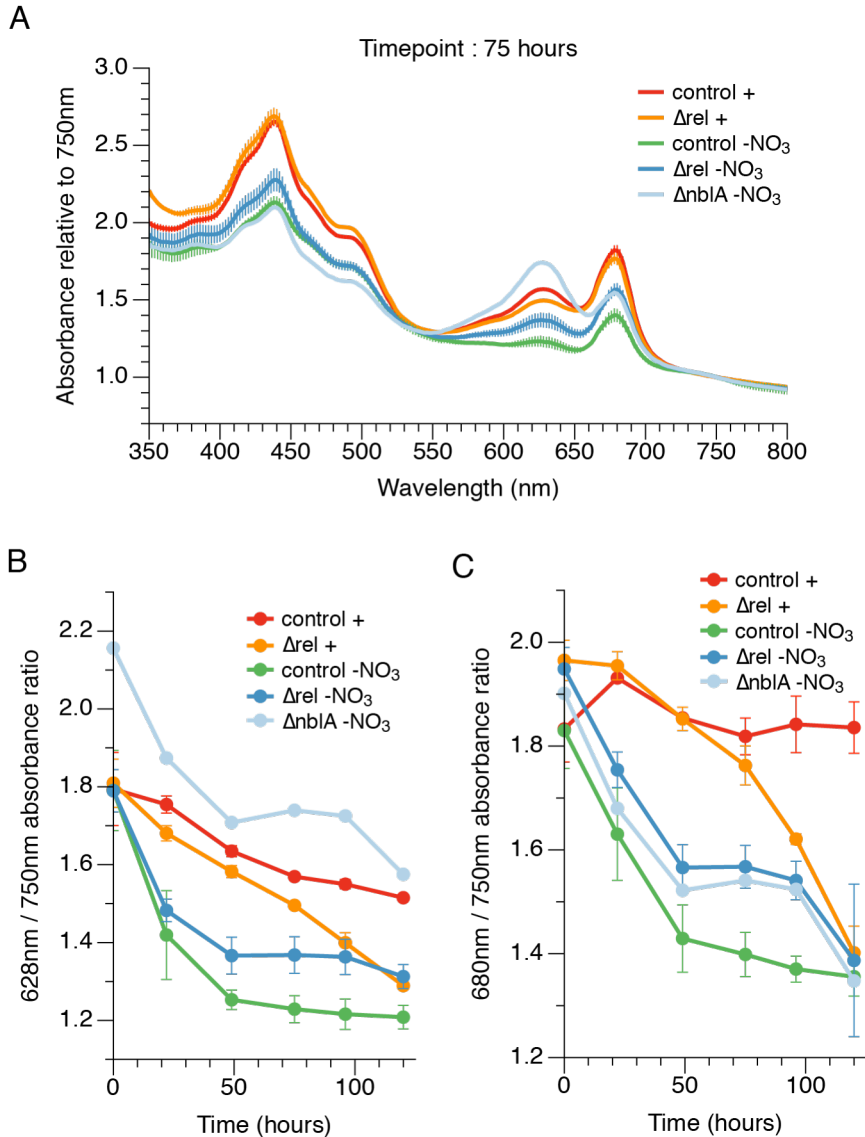 A
Timepoint : 75 hours
Absorbance relative to 750nm
3.0
2.5
2.0
1.5
1.0
350 400 450 500 550 600 650 700 750 800
Wavelength (nm)
control +
Δrel +
control -NO₃
Δrel -NO₃
ΔnblA -NO₃
B
628nm / 750nm absorbance ratio
2.2
2.0
1.8
1.6
1.4
1.2
0 50 100
Time (hours)
control +
Δrel +
control -NO₃
Δrel -NO₃
ΔnblA -NO₃
C
680nm / 750nm absorbance ratio
2.0
1.8
1.6
1.4
1.2
0 50 100
Time (hours)
control +
Δrel +
control -NO₃
Δrel -NO₃
ΔnblA -NO₃